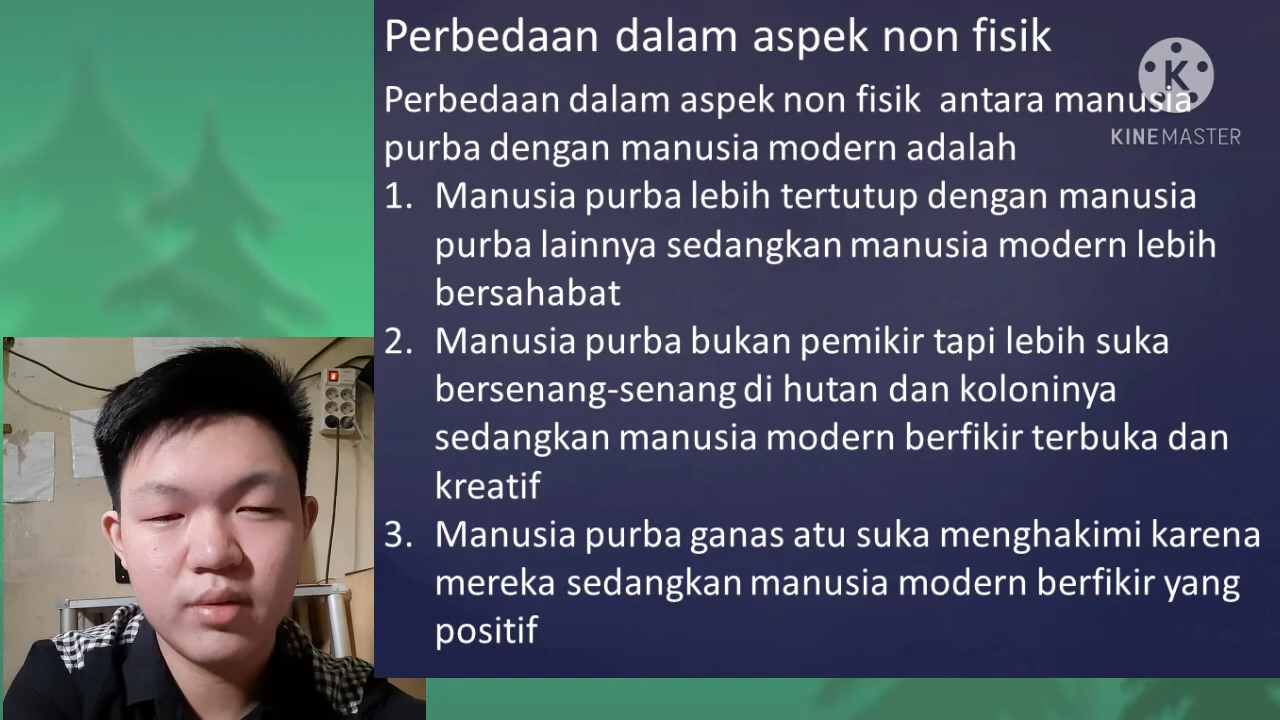 Perbedaan dalam aspek non fisik
Perbedaan dalam aspek non fisik antara manusia
purba dengan manusia modern adalah
1. Manusia purba lebih tertutup dengan manusia
purba lainnya sedangkan manusia modern lebih
bersahabat
2. Manusia purba bukan pemikir tapi lebih suka
bersenang-senang di hutan dan koloninya
sedangkan manusia modern berfikir terbuka dan
kreatif
3. Manusia purba ganas atu suka menghakimi karena
mereka sedangkan manusia modern berfikir yang
positif
K
KINEMASTER